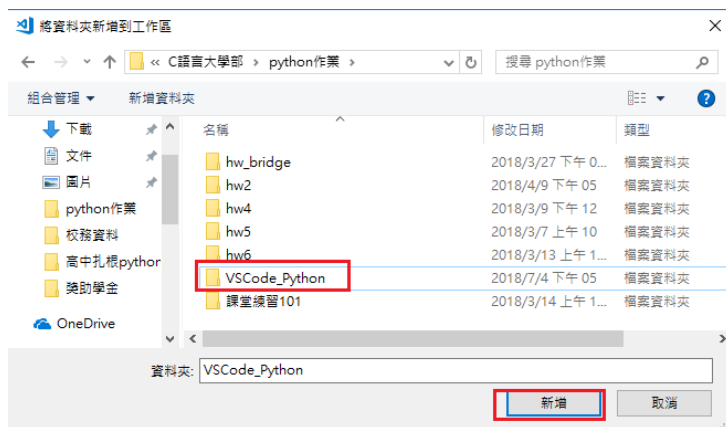 將資料夾新增到工作區
« C語言大學部 › python作業 ›
搜尋 python作業
組合管理 新增資料夾
名稱 修改日期 類型
下載
文件
圖片
python作業
校務資料
高中扎根pythor
獎助學金
OneDrive
hw_bridge 2018/3/27 下午 0... 檔案資料夾
hw2 2018/4/9 下午 05 檔案資料夾
hw4 2018/3/9 下午 12 檔案資料夾
hw5 2018/3/7 上午 10 檔案資料夾
hw6 2018/3/13 上午 1... 檔案資料夾
VSCode_Python 2018/7/4 下午 05 檔案資料夾
課堂練習101 2018/3/14 上午 1... 檔案資料夾
資料夾: VSCode_Python
新增 取消